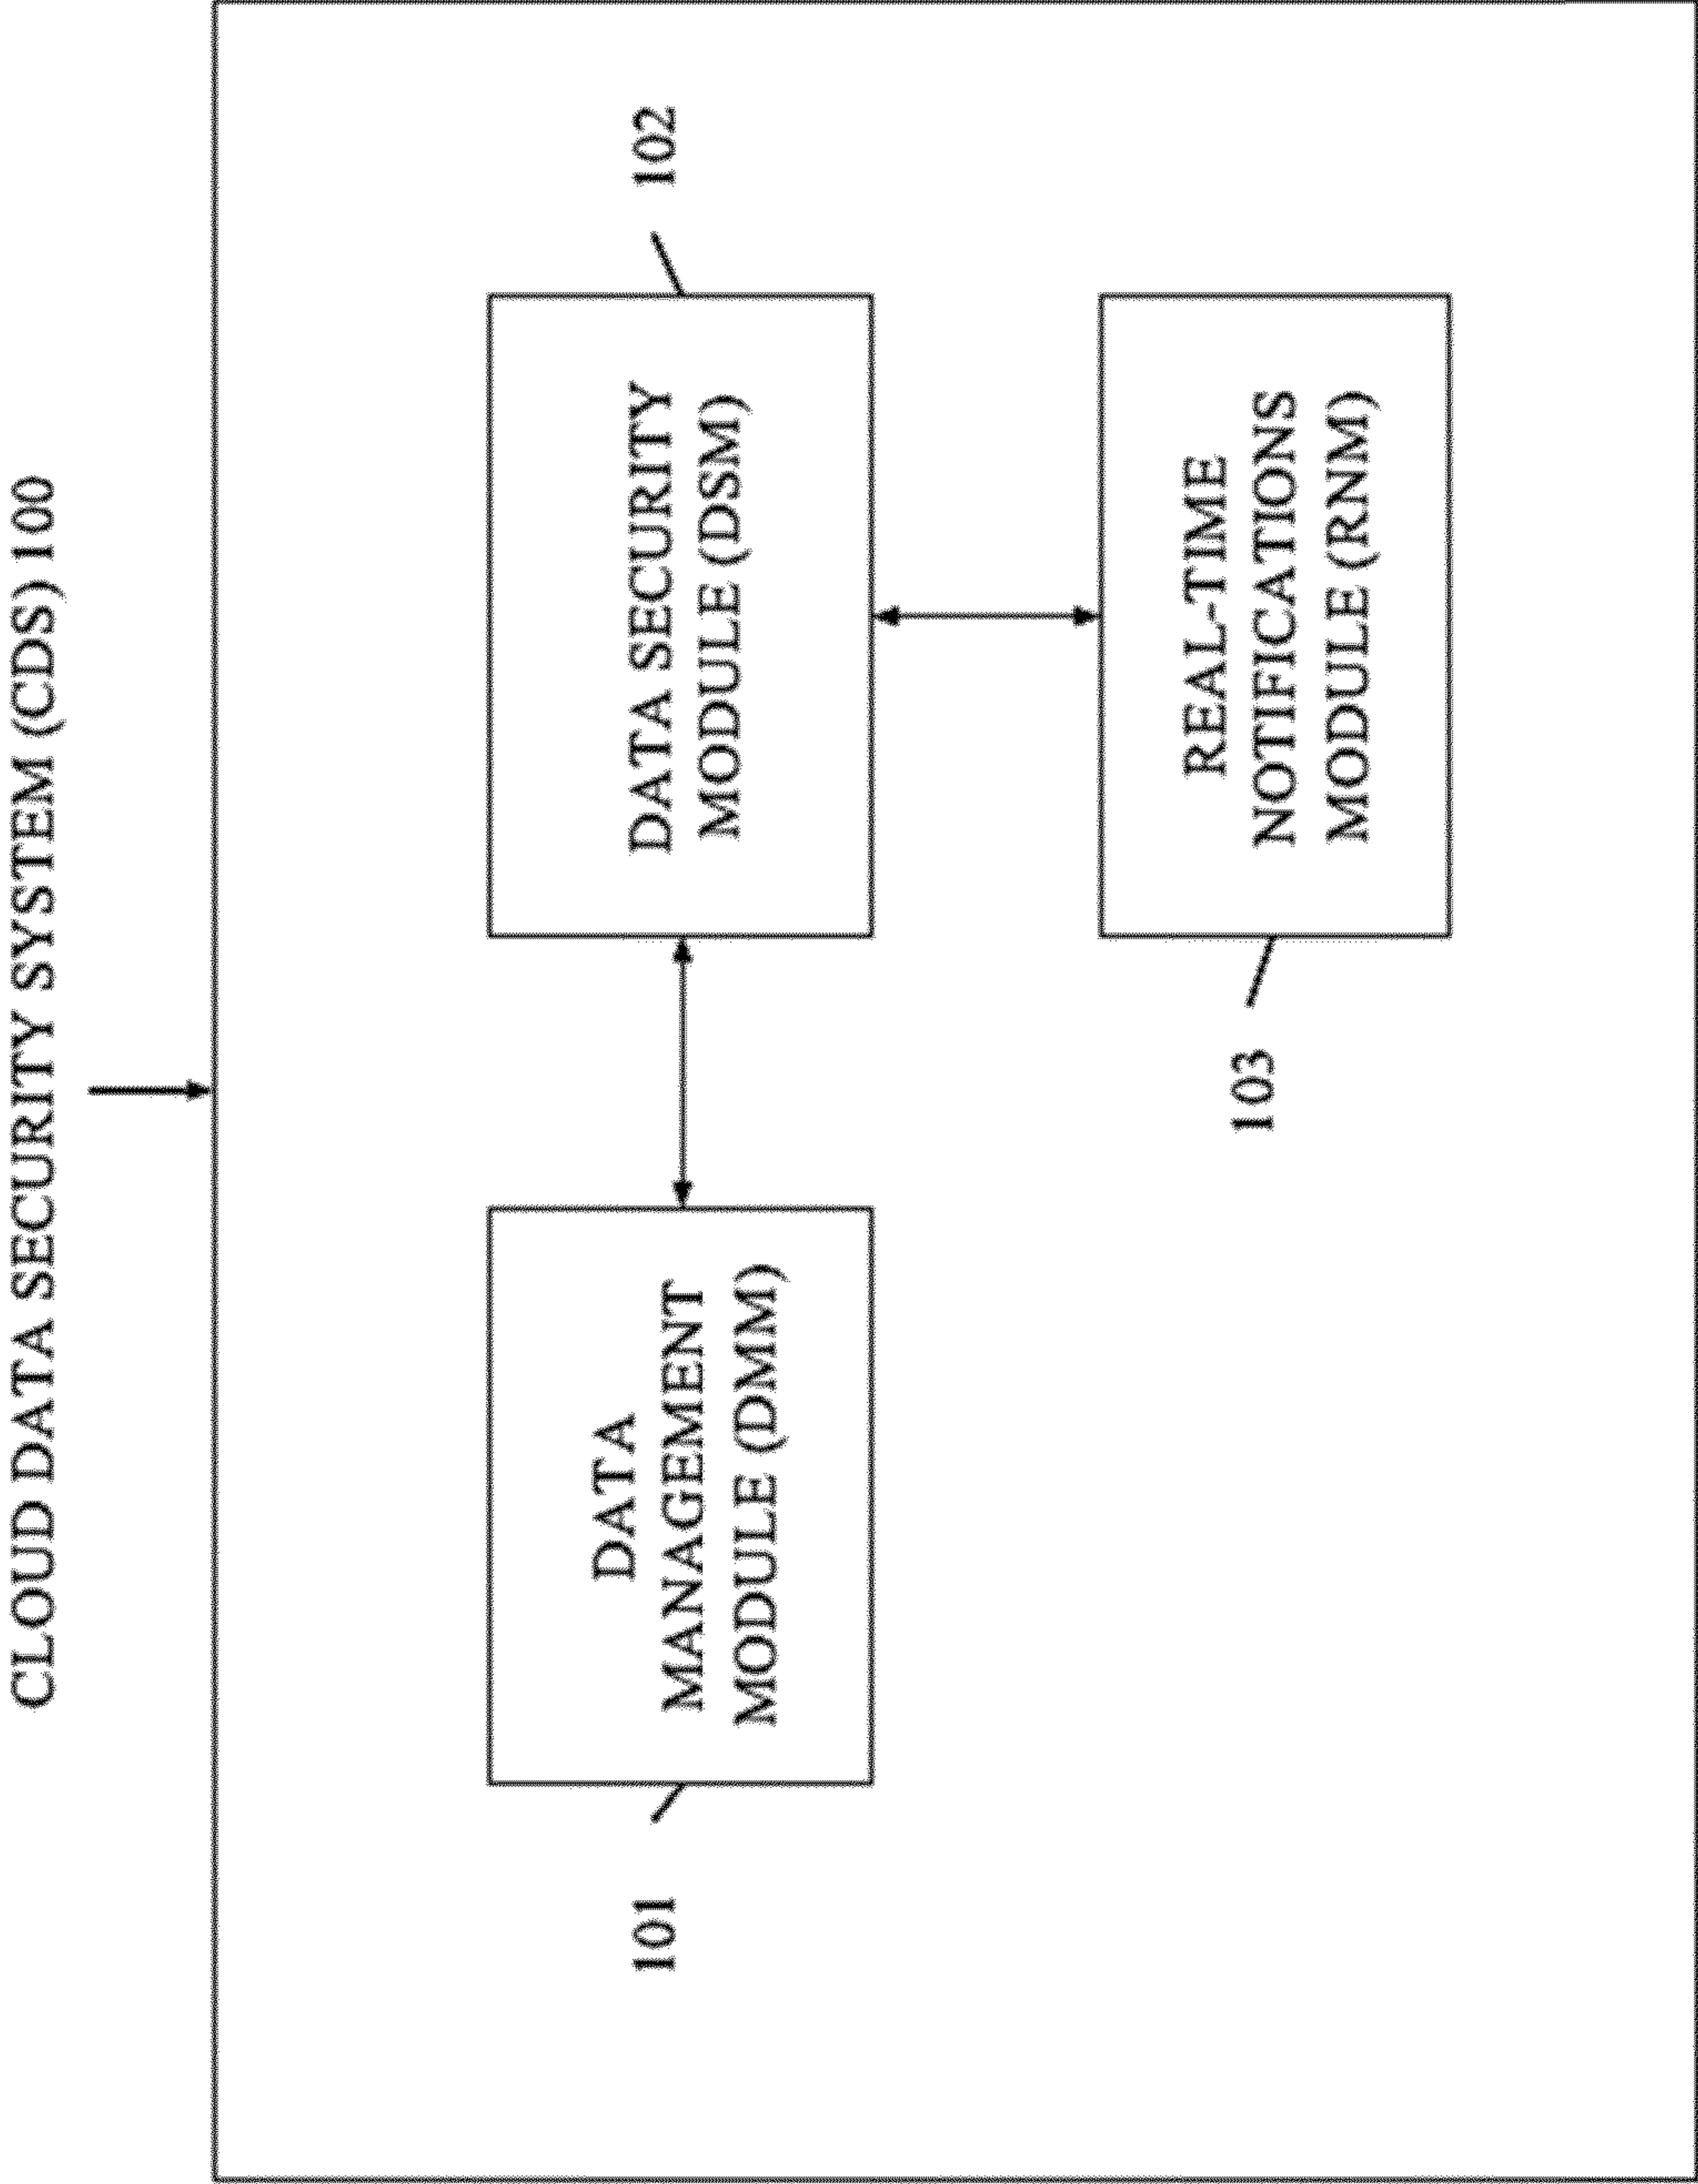 CLOUD DATA SECURITY SYSTEM (CDS) 100
101
DATA
MANAGEMENT
MODULE (DMM)
DATA SECURITY
MODULE (DSM)
102
103
REAL-TIME
NOTIFICATIONS
MODULE (RNM)